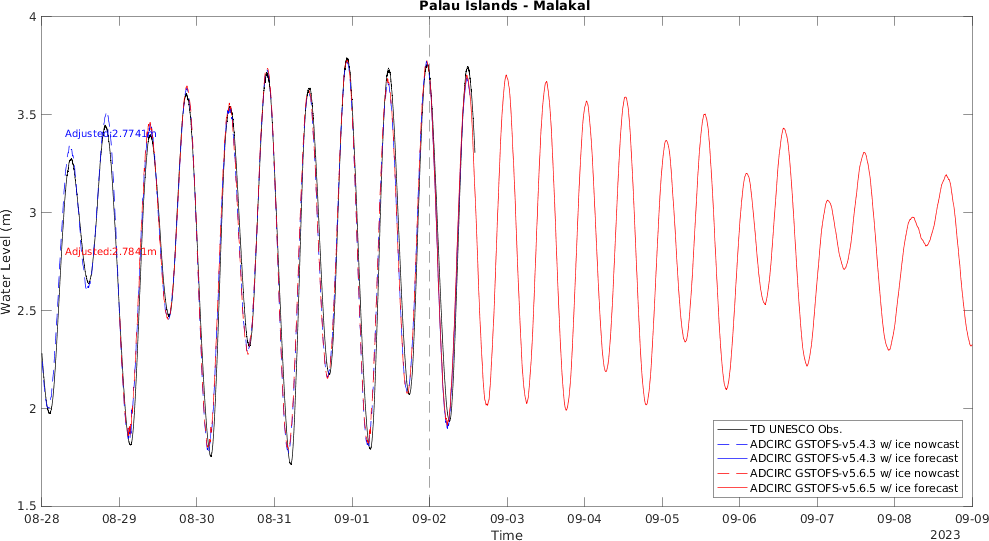 Palau Islands - Malakal
Water Level (m)
4
3.5
3
2.5
2
1.5
Adjusted:2.7741m
Adjusted:2.7841m
TD UNESCO Obs.
ADCIRC GSTOFS-v5.4.3 w/ ice nowcast
ADCIRC GSTOFS-v5.4.3 w/ ice forecast
ADCIRC GSTOFS-v5.6.5 w/ ice nowcast
ADCIRC GSTOFS-v5.6.5 w/ ice forecast
08-28 08-29 08-30 08-31 09-01 09-02 09-03 09-04 09-05 09-06 09-07 09-08 09-09
Time
2023